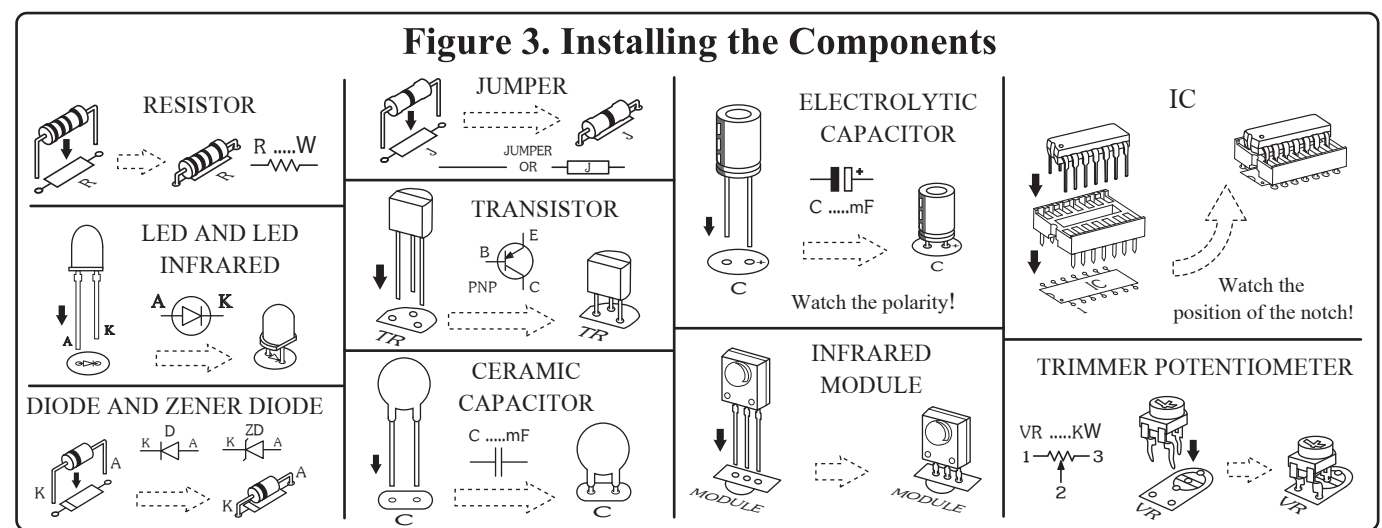 Figure 3. Installing the Components
RESISTOR
R .....W
R
R
LED AND LED
INFRARED
A K
A
K
DIODE AND ZENER DIODE
D
K A
ZD
K A
A
K
A
K
JUMPER
J
J
JUMPER
OR
J
TRANSISTOR
E
B
PNP
C
TR
TR
CERAMIC
CAPACITOR
C .....mF
C
C
ELECTROLYTIC
CAPACITOR
+
C .....mF
+
C
+
C
Watch the polarity!
INFRARED
MODULE
MODULE
MODULE
IC
IC
1
Watch the
position of the notch!
TRIMMER POTENTIOMETER
VR .....KW
1 3
2
VR
VR